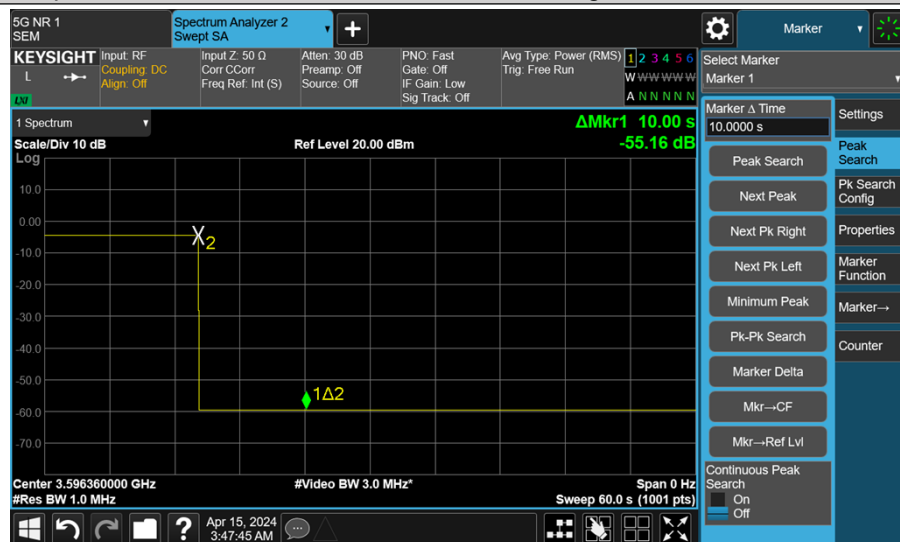 5G NR 1
SEM
Spectrum Analyzer 2
Swept SA
Marker
KEYSIGHT
L
LXI
Input: RF
Coupling: DC
Align: Off
Input Z: 50 Ω
Corr CCorr
Freq Ref: Int (S)
Atten: 30 dB
Preamp: Off
Source: Off
PNO: Fast
Gate: Off
IF Gain: Low
Sig Track: Off
Avg Type: Power (RMS)
Trig: Free Run
1 2 3 4 5 6
W W W W W W
A N N N N N
Select Marker
Marker 1
1 Spectrum
ΔMkr1 10.00 s
-55.16 dB
Scale/Div 10 dB
Ref Level 20.00 dBm
Log
10.0
0.00
-10.0
-20.0
-30.0
-40.0
-50.0
-60.0
-70.0
2
1Δ2
Center 3.596360000 GHz
#Video BW 3.0 MHz*
Span 0 Hz
#Res BW 1.0 MHz
Sweep 60.0 s (1001 pts)
Marker Δ Time
10.0000 s
Peak Search
Next Peak
Next Pk Right
Next Pk Left
Minimum Peak
Pk-Pk Search
Marker Delta
Mkr→CF
Mkr→Ref Lvl
Continuous Peak
Search
On
Off
Settings
Peak
Search
Pk Search
Config
Properties
Marker
Function
Marker→
Counter
?
Apr 15, 2024
3:47:45 AM